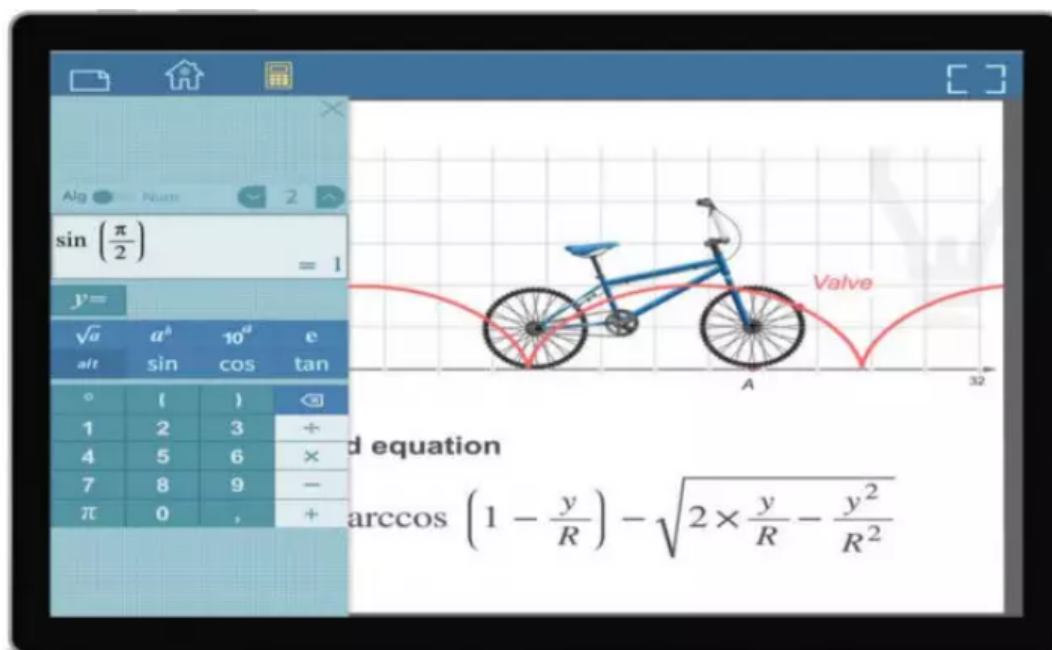 Alg Num 2
sin (π/2)
= 1
y=
√a aᵇ 10ᵃ e
alt sin cos tan
° ( )
1 2 3 ÷
4 5 6 ×
7 8 9 −
π 0 , +
Valve
A
32
d equation
arccos (1 − y/R) − √(2 × y/R − y²/R²)